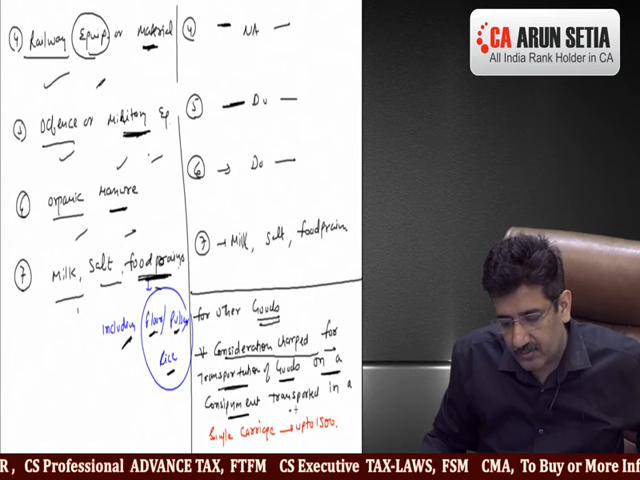 ④ Railway Equip or Material
⑤ Defence or Military Eq.
⑥ organic Manure
⑦ Milk, Salt, foodgrains
Including flour/Pulses
Rice
④ — NA —
⑤ — Do —
⑥ → Do —
⑦ → Milk, Salt, foodgrain
for other Goods
* Consideration charged for
Transportation of Goods on a
Consignment transported in a
Single Carriage → upto 1500.
CA ARUN SETIA
All India Rank Holder in CA
R , CS Professional ADVANCE TAX, FTFM CS Executive TAX-LAWS, FSM CMA, To Buy or More Inf